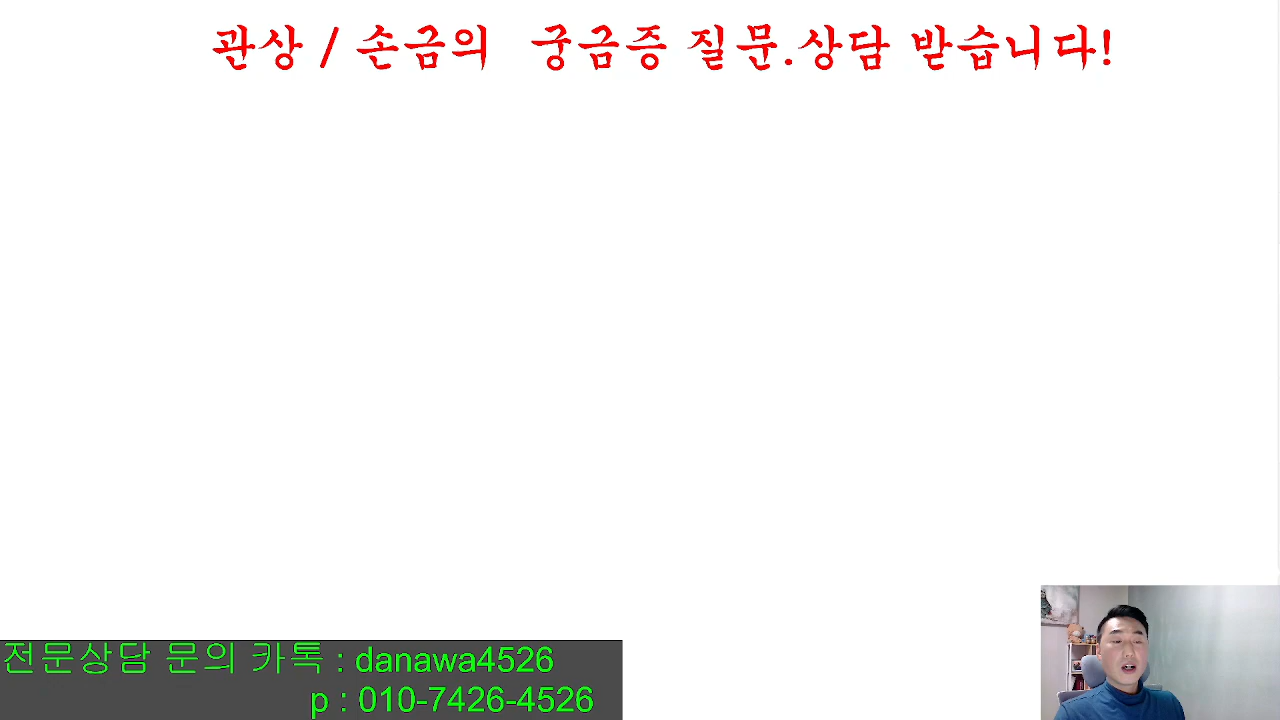 관상 / 손금의 궁금증 질문.상담 받습니다!
전문상담 문의 카톡 : danawa4526
p : 010-7426-4526